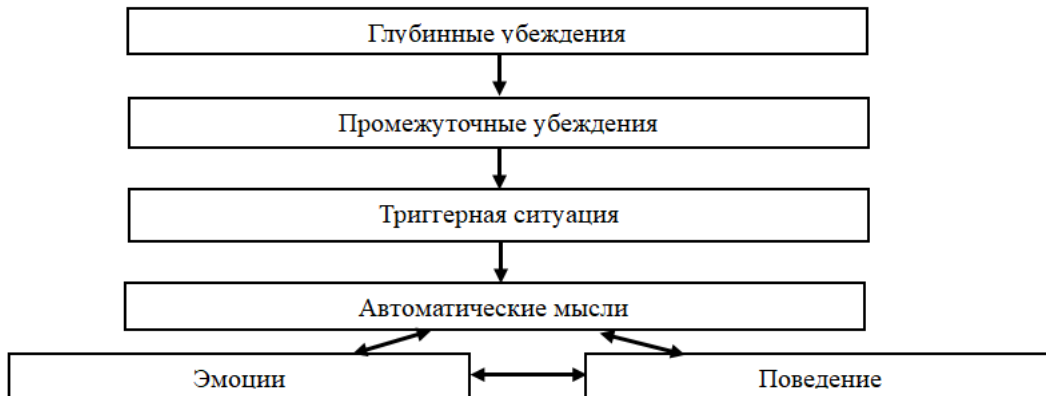 Глубинные убеждения
Промежуточные убеждения
Триггерная ситуация
Автоматические мысли
Эмоции
Поведение